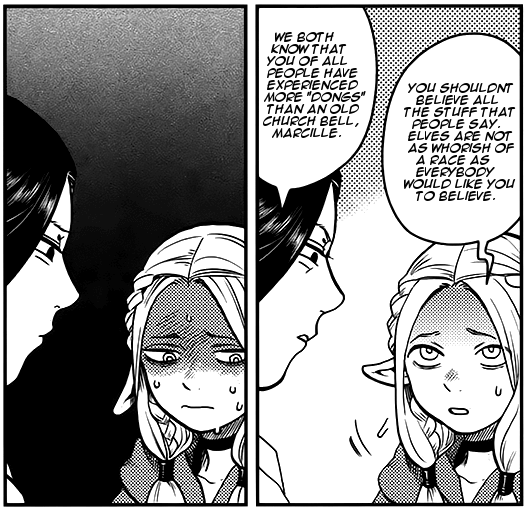 WE BOTH
KNOW THAT
YOU OF ALL
PEOPLE HAVE
EXPERIENCED
MORE "DONGS"
THAN AN OLD
CHURCH BELL,
MARCILLE.
YOU SHOULDNT
BELIEVE ALL
THE STUFF THAT
PEOPLE SAY.
ELVES ARE NOT
AS WHORISH OF
A RACE AS
EVERYBODY
WOULD LIKE YOU
TO BELIEVE.